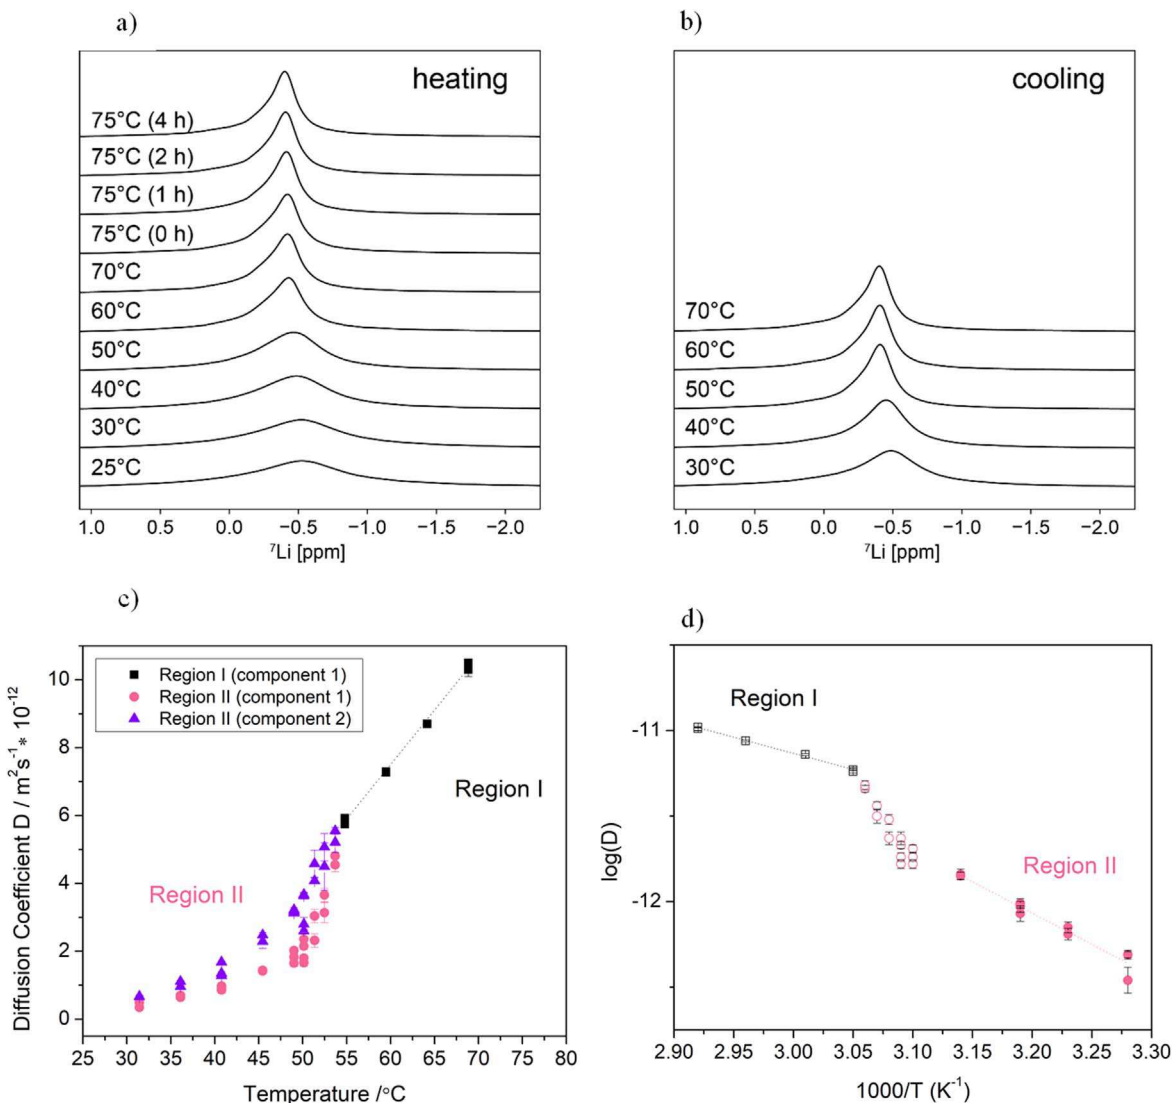 a)
heating
75°C (4 h)
75°C (2 h)
75°C (1 h)
75°C (0 h)
70°C
60°C
50°C
40°C
30°C
25°C
1.0 0.5 0.0 −0.5 −1.0 −1.5 −2.0
⁷Li [ppm]
b)
cooling
70°C
60°C
50°C
40°C
30°C
1.0 0.5 0.0 −0.5 −1.0 −1.5 −2.0
⁷Li [ppm]
c)
Diffusion Coefficient D / m²s⁻¹* 10⁻¹²
10
8
6
4
2
0
Region I (component 1)
Region II (component 1)
Region II (component 2)
Region I
Region II
25 30 35 40 45 50 55 60 65 70 75 80
Temperature /°C
d)
log(D)
-11
-12
Region I
Region II
2.90 2.95 3.00 3.05 3.10 3.15 3.20 3.25 3.30
1000/T (K⁻¹)